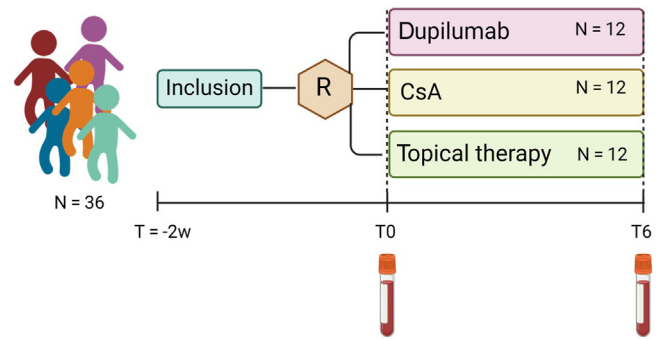 Dupilumab N = 12
Inclusion R CsA N = 12
Topical therapy N = 12
N = 36
T = -2w T0 T6